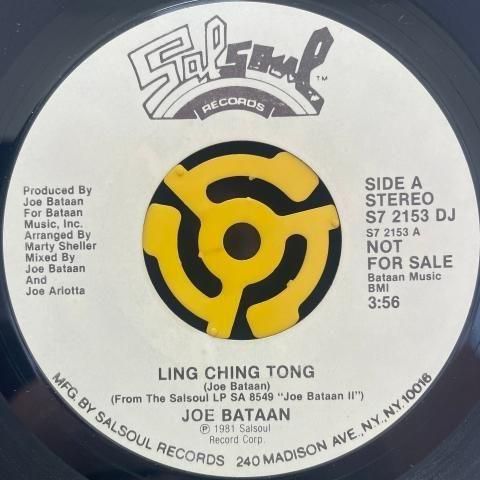 Salsoul TM
RECORDS
Produced By
Joe Bataan
For Bataan
Music, Inc.
Arranged By
Marty Sheller
Mixed By
Joe Bataan
And
Joe Arlotta
SIDE A
STEREO
S7 2153 DJ
S7 2153 A
NOT
FOR SALE
Bataan Music
BMI
3:56
LING CHING TONG
(Joe Bataan)
(From The Salsoul LP SA 8549 "Joe Bataan II")
JOE BATAAN
℗ 1981 Salsoul
Record Corp.
MFG. BY SALSOUL RECORDS 240 MADISON AVE., NY., NY. 10016